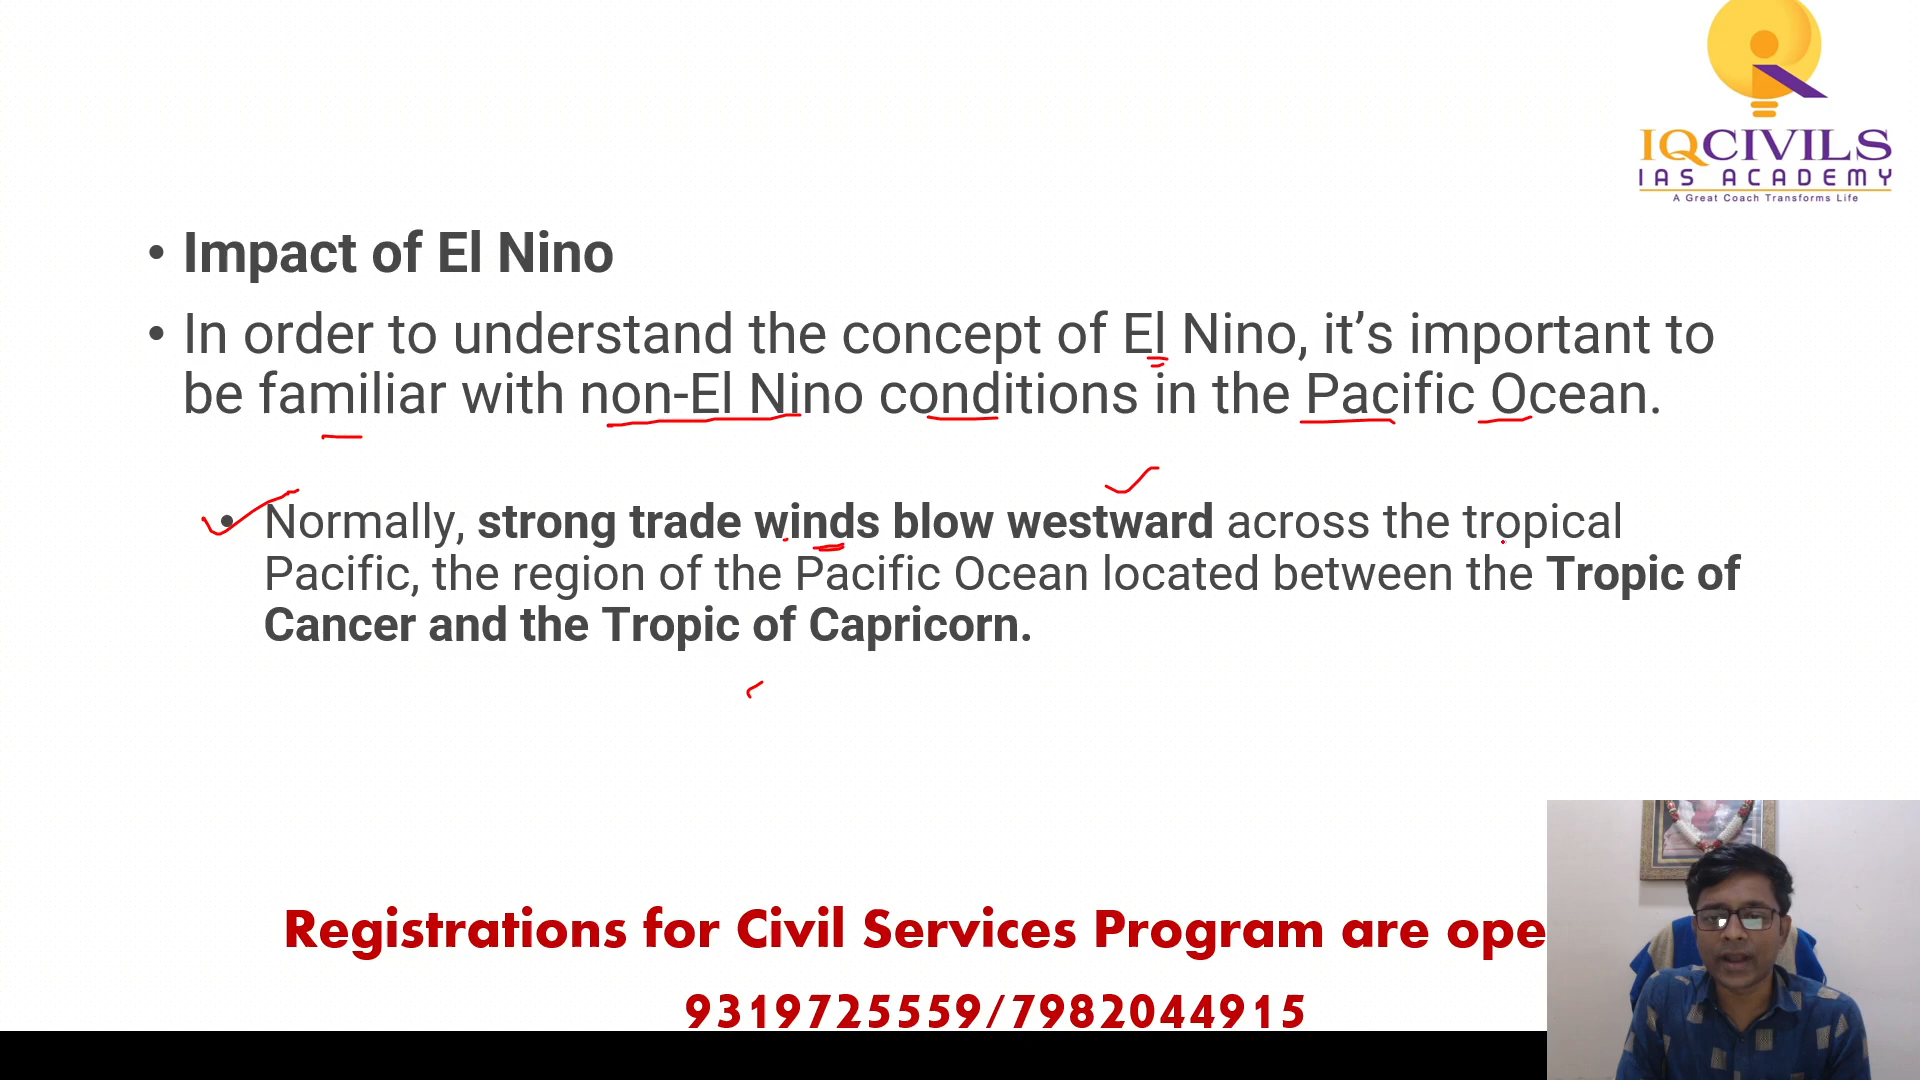 IQCIVILS
IAS ACADEMY
A Great Coach Transforms Life
• Impact of El Nino
• In order to understand the concept of El Nino, it’s important to
be familiar with non-El Nino conditions in the Pacific Ocean.
• Normally, strong trade winds blow westward across the tropical
Pacific, the region of the Pacific Ocean located between the Tropic of
Cancer and the Tropic of Capricorn.
Registrations for Civil Services Program are ope
9319725559/7982044915